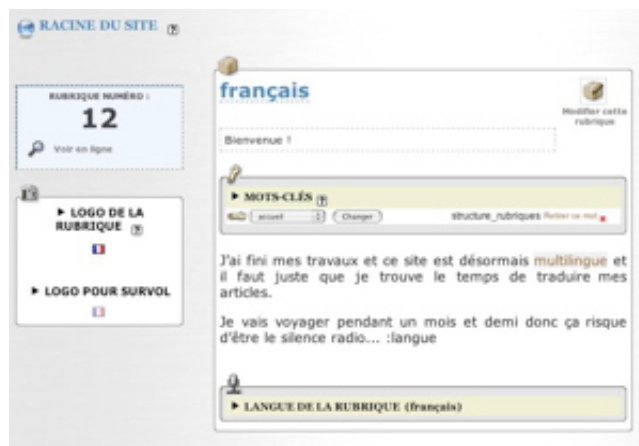 RACINE DU SITE ?
RUBRIQUE NUMÉRO :
12
Voir en ligne
LOGO DE LA
RUBRIQUE ?
LOGO POUR SURVOL
français
Modifier cette
rubrique
Bienvenue !
MOTS-CLÉS ?
accueil Changer structure_rubriques Retirer ce mot
J'ai fini mes travaux et ce site est désormais multilingue et
il faut juste que je trouve le temps de traduire mes
articles.
Je vais voyager pendant un mois et demi donc ça risque
d'être le silence radio... :langue
LANGUE DE LA RUBRIQUE (français)